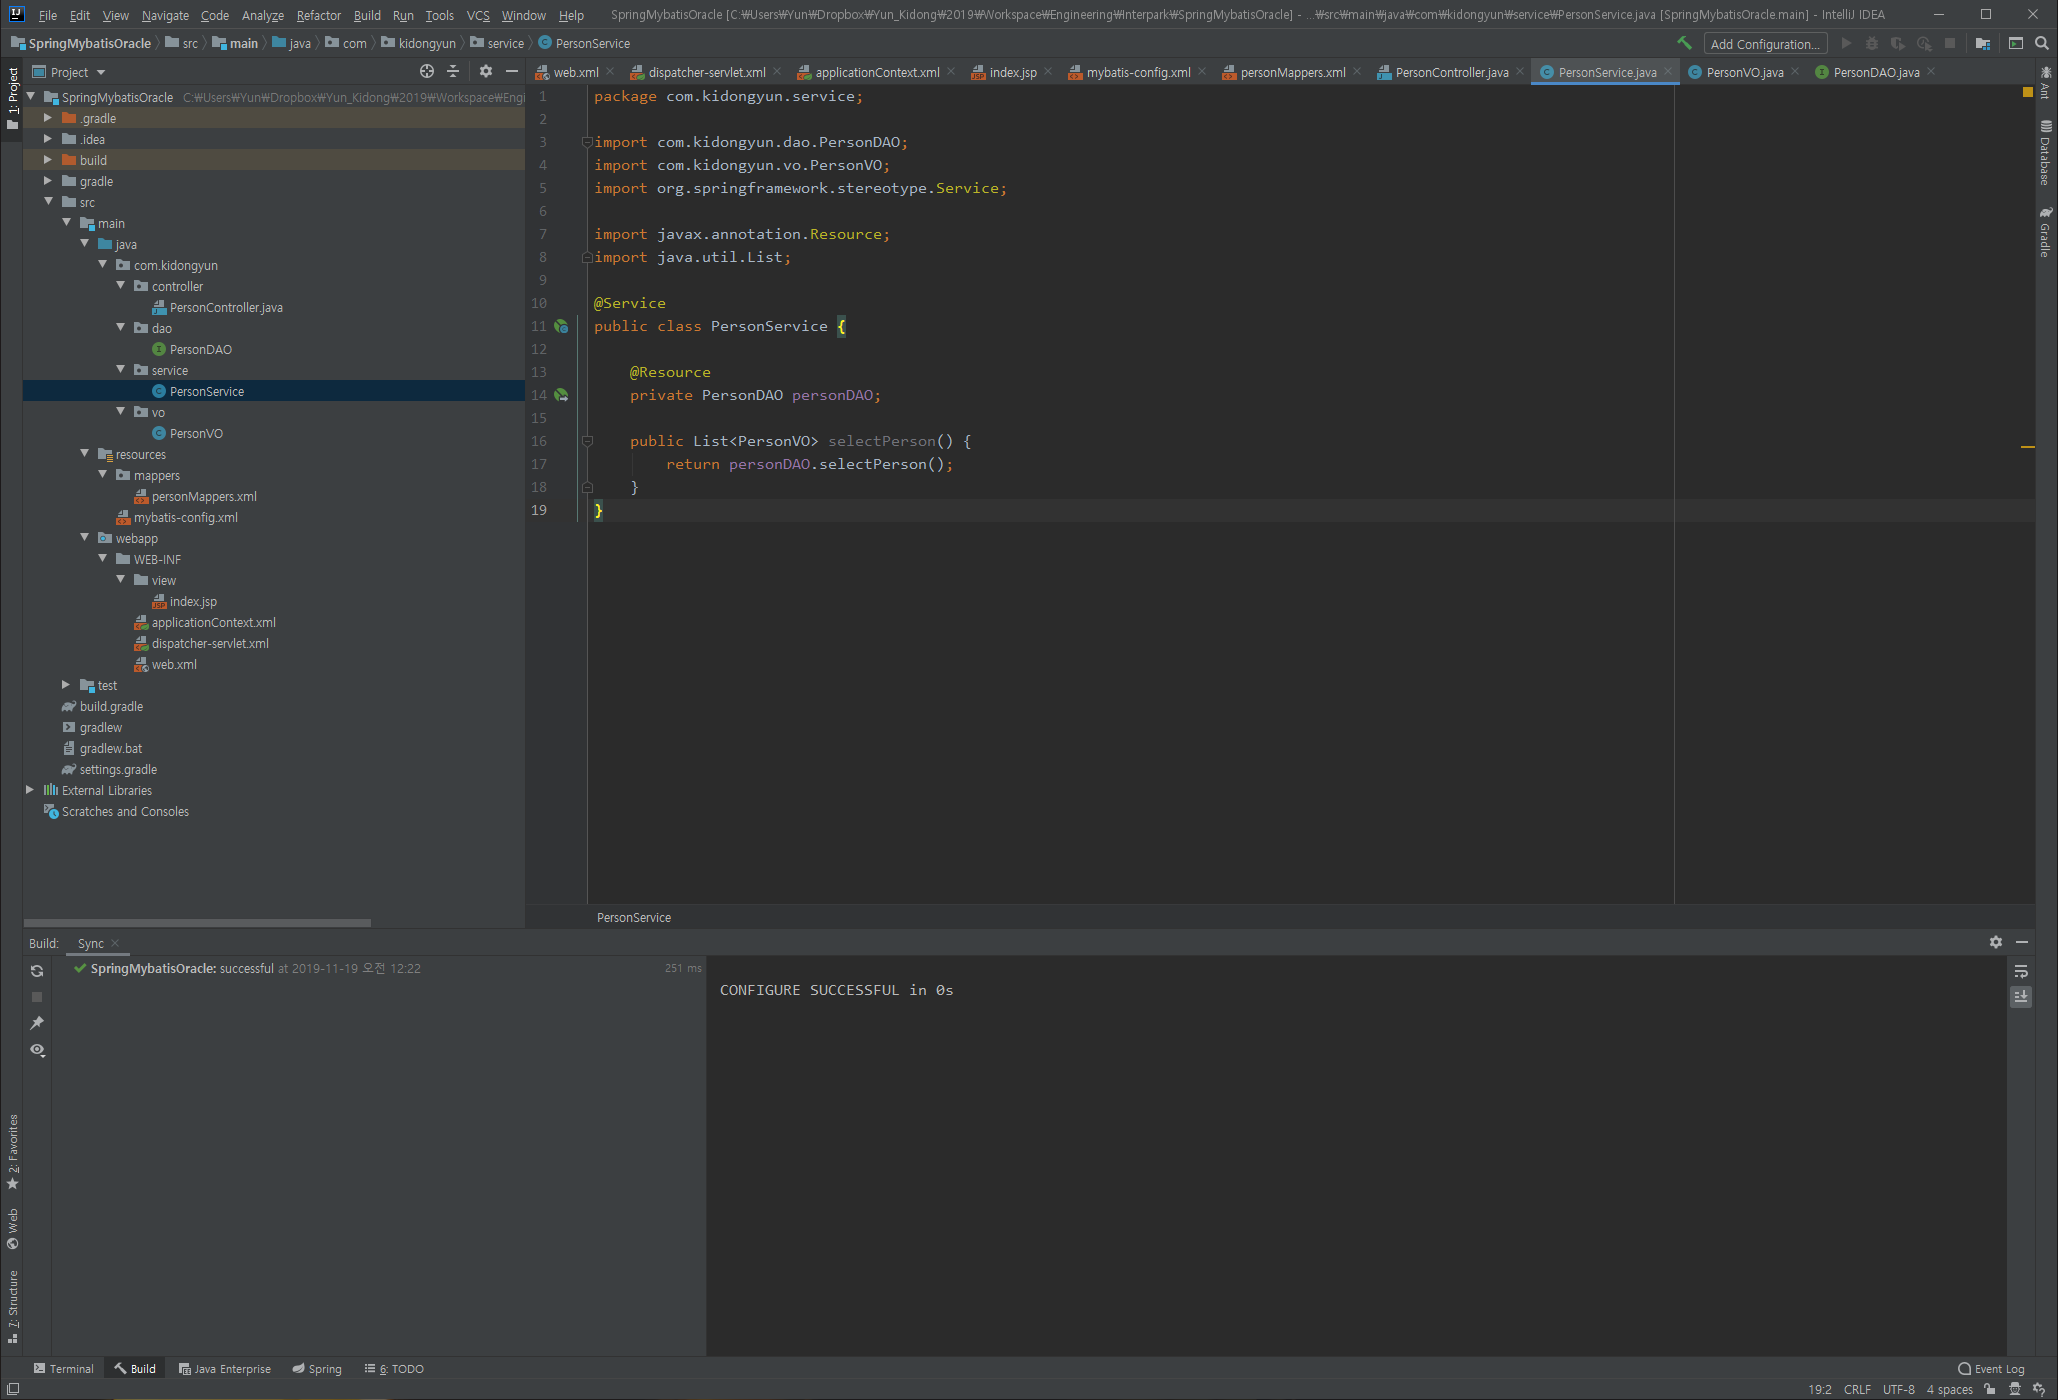 File Edit View Navigate Code Analyze Refactor Build Run Tools VCS Window Help SpringMybatisOracle [C:₩Users₩Yun₩Dropbox₩Yun_Kidong₩2019₩Workspace₩Engineering₩Interpark₩SpringMybatisOracle] - ...₩src₩main₩java₩com₩kidongyun₩service₩PersonService.java [SpringMybatisOracle.main] - IntelliJ IDEA
SpringMybatisOracle src main java com kidongyun service PersonService Add Configuration...
Project
web.xml dispatcher-servlet.xml applicationContext.xml index.jsp mybatis-config.xml personMappers.xml PersonController.java PersonService.java PersonVO.java PersonDAO.java
1: Project
SpringMybatisOracle C:₩Users₩Yun₩Dropbox₩Yun_Kidong₩2019₩Workspace₩Engi
.gradle
.idea
build
gradle
src
main
java
com.kidongyun
controller
PersonController.java
dao
PersonDAO
service
PersonService
vo
PersonVO
resources
mappers
personMappers.xml
mybatis-config.xml
webapp
WEB-INF
view
index.jsp
applicationContext.xml
dispatcher-servlet.xml
web.xml
test
build.gradle
gradlew
gradlew.bat
settings.gradle
External Libraries
Scratches and Consoles
1 package com.kidongyun.service;
2
3 import com.kidongyun.dao.PersonDAO;
4 import com.kidongyun.vo.PersonVO;
5 import org.springframework.stereotype.Service;
6
7 import javax.annotation.Resource;
8 import java.util.List;
9
10 @Service
11 public class PersonService {
12
13 @Resource
14 private PersonDAO personDAO;
15
16 public List<PersonVO> selectPerson() {
17 return personDAO.selectPerson();
18 }
19 }
PersonService
Ant
Database
Gradle
Build: Sync
SpringMybatisOracle: successful at 2019-11-19 오전 12:22 251 ms
CONFIGURE SUCCESSFUL in 0s
2: Favorites
Web
7: Structure
Terminal Build Java Enterprise Spring 6: TODO Event Log
19:2 CRLF UTF-8 4 spaces